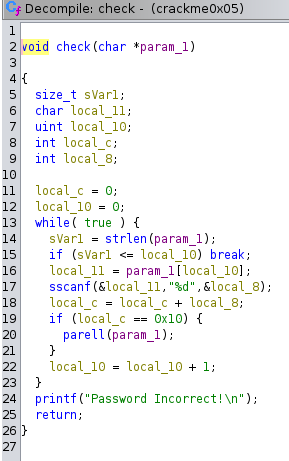 Decompile: check - (crackme0x05)
1
2 void check(char *param_1)
3
4 {
5 size_t sVar1;
6 char local_11;
7 uint local_10;
8 int local_c;
9 int local_8;
10
11 local_c = 0;
12 local_10 = 0;
13 while( true ) {
14 sVar1 = strlen(param_1);
15 if (sVar1 <= local_10) break;
16 local_11 = param_1[local_10];
17 sscanf(&local_11,"%d",&local_8);
18 local_c = local_c + local_8;
19 if (local_c == 0x10) {
20 parell(param_1);
21 }
22 local_10 = local_10 + 1;
23 }
24 printf("Password Incorrect!\n");
25 return;
26 }
27